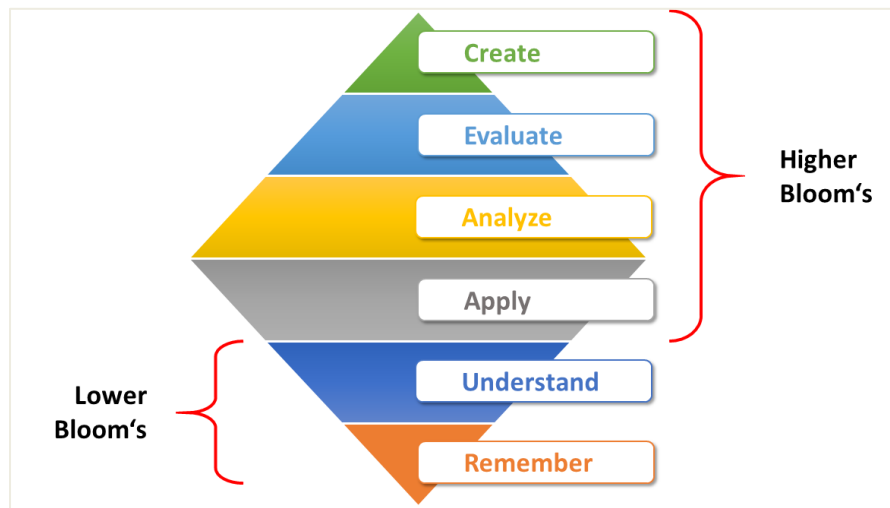 Create
Evaluate
Higher
Bloom‘s
Analyze
Apply
Understand
Lower
Bloom‘s
Remember